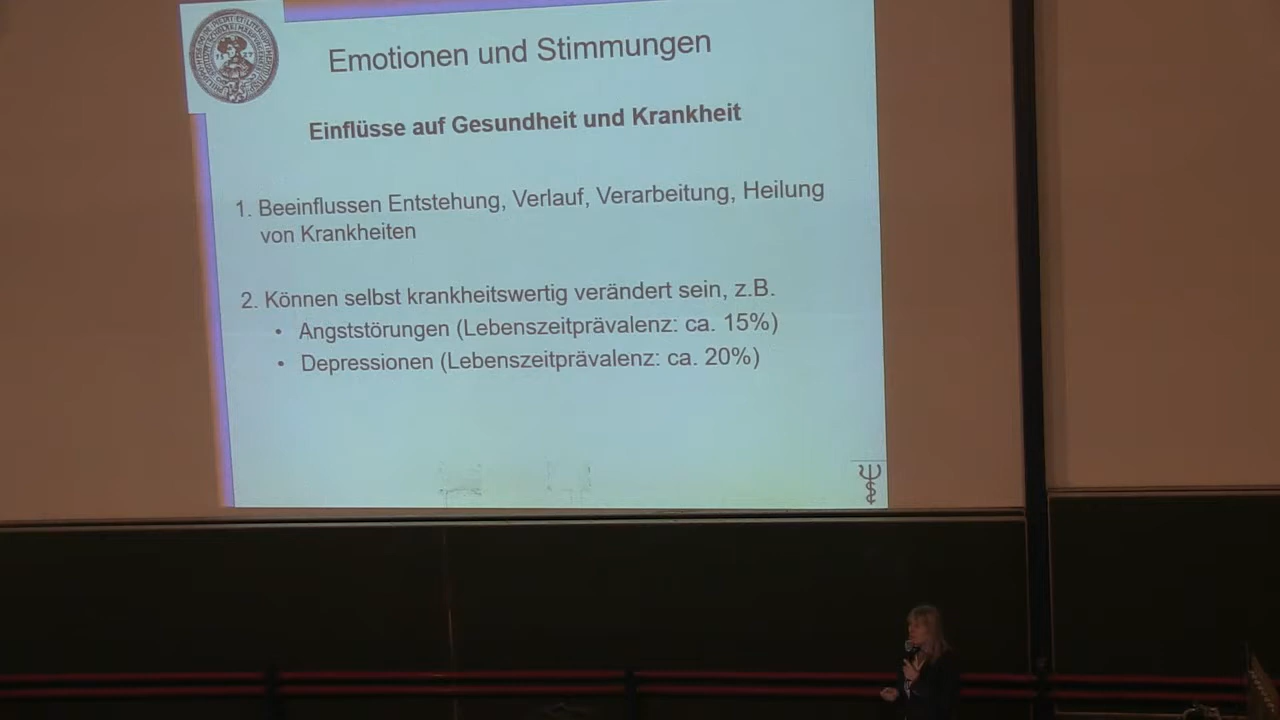 Emotionen und Stimmungen
Einflüsse auf Gesundheit und Krankheit
1. Beeinflussen Entstehung, Verlauf, Verarbeitung, Heilung
von Krankheiten
2. Können selbst krankheitswertig verändert sein, z.B.
• Angststörungen (Lebenszeitprävalenz: ca. 15%)
• Depressionen (Lebenszeitprävalenz: ca. 20%)